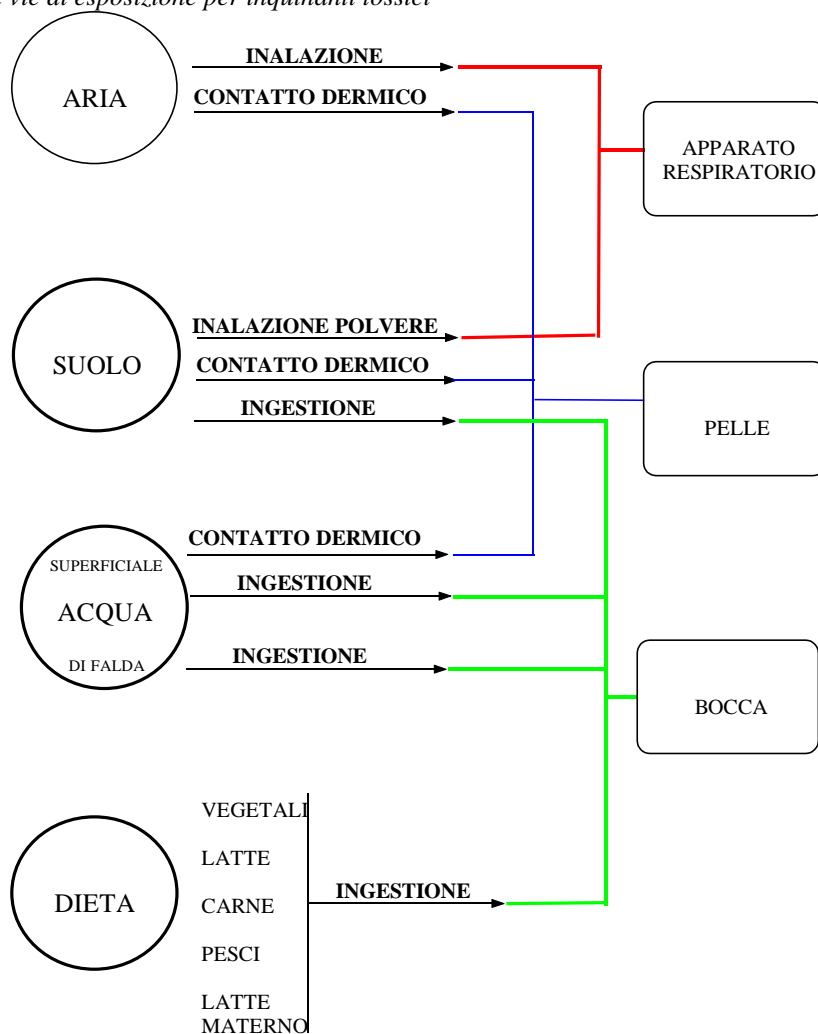 vie di esposizione per inquinanti tossici
INALAZIONE
ARIA
CONTATTO DERMICO
APPARATO
RESPIRATORIO
INALAZIONE POLVERE
SUOLO
CONTATTO DERMICO
INGESTIONE
PELLE
CONTATTO DERMICO
SUPERFICIALE
INGESTIONE
ACQUA
INGESTIONE
DI FALDA
BOCCA
VEGETALI
LATTE
INGESTIONE
DIETA
CARNE
PESCI
LATTE
MATERNO